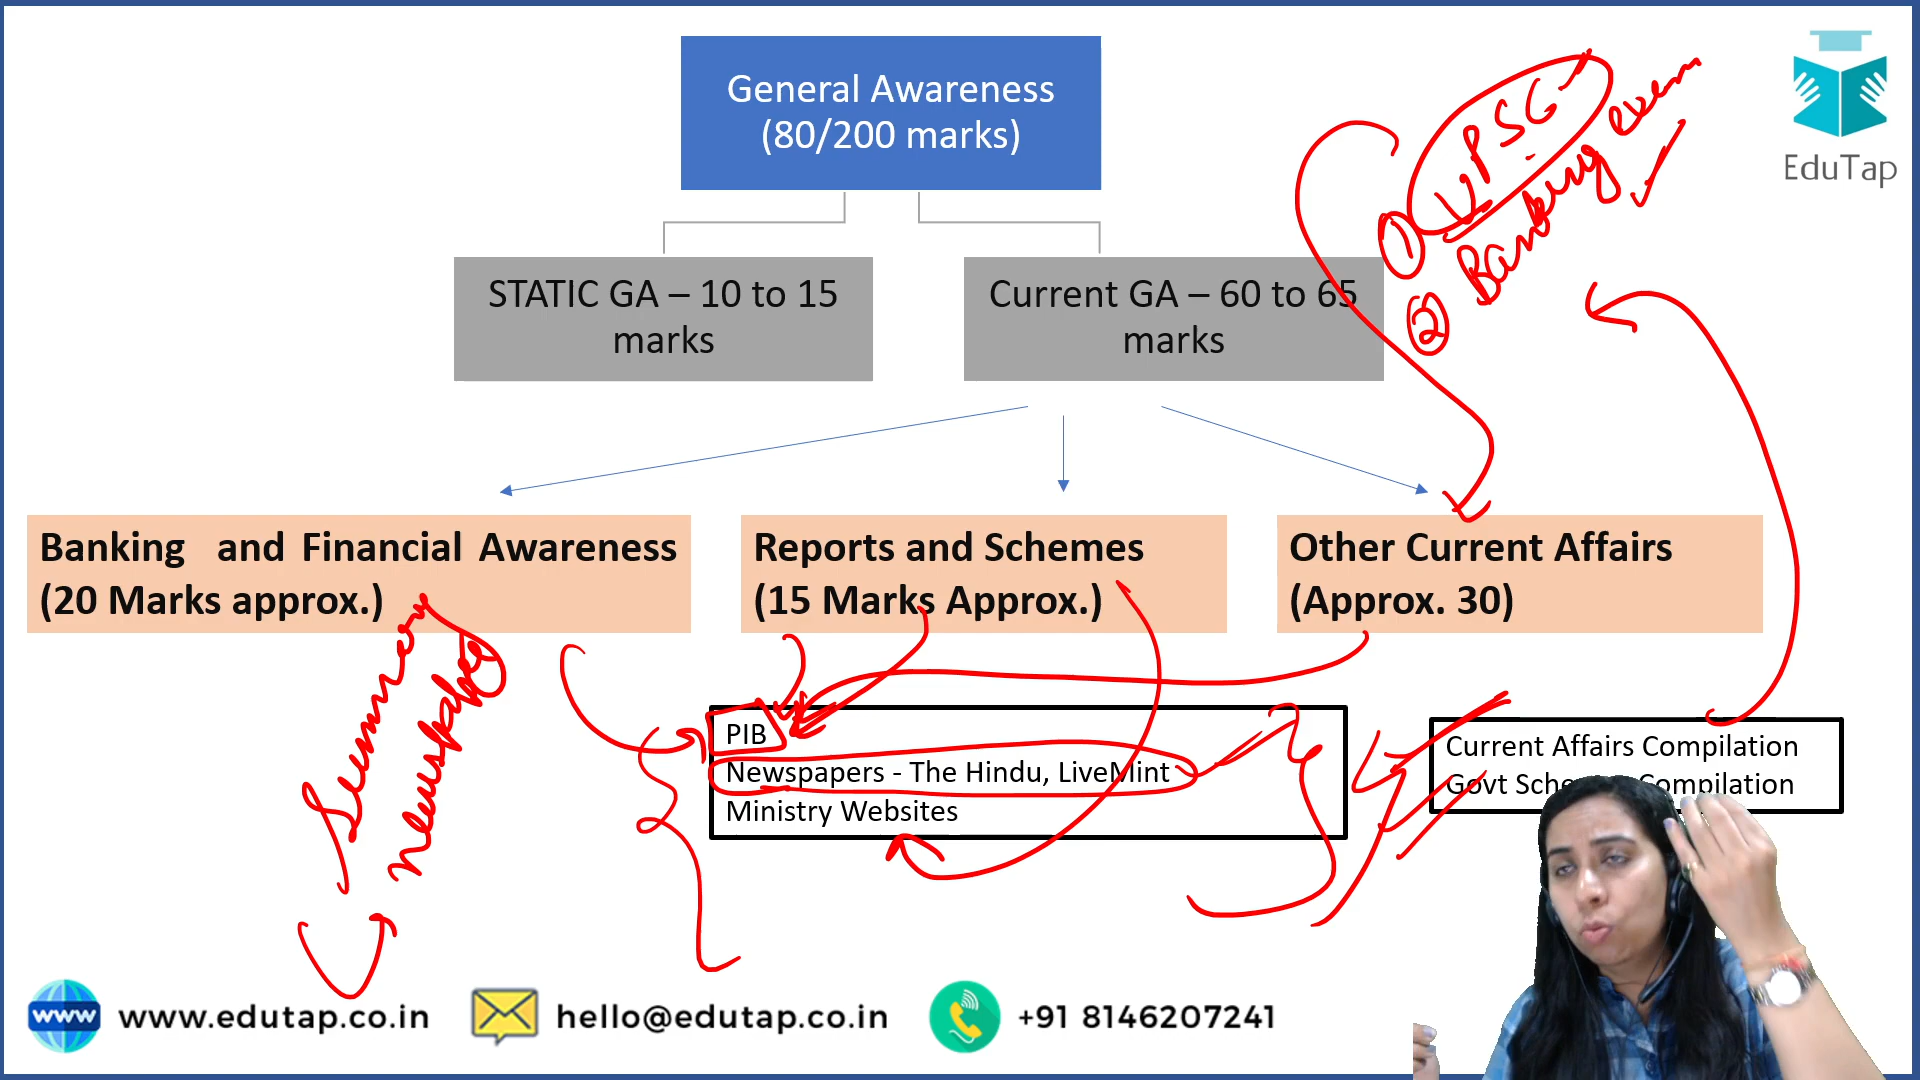 General Awareness
(80/200 marks)
EduTap
① UPSC
② Banking exam
STATIC GA – 10 to 15
marks
Current GA – 60 to 65
marks
Banking and Financial Awareness
(20 Marks approx.)
Reports and Schemes
(15 Marks Approx.)
Other Current Affairs
(Approx. 30)
PIB
Newspapers - The Hindu, LiveMint
Ministry Websites
Current Affairs Compilation
Govt Compilation
Summary
Newspaper
www
www.edutap.co.in
hello@edutap.co.in
+91 8146207241